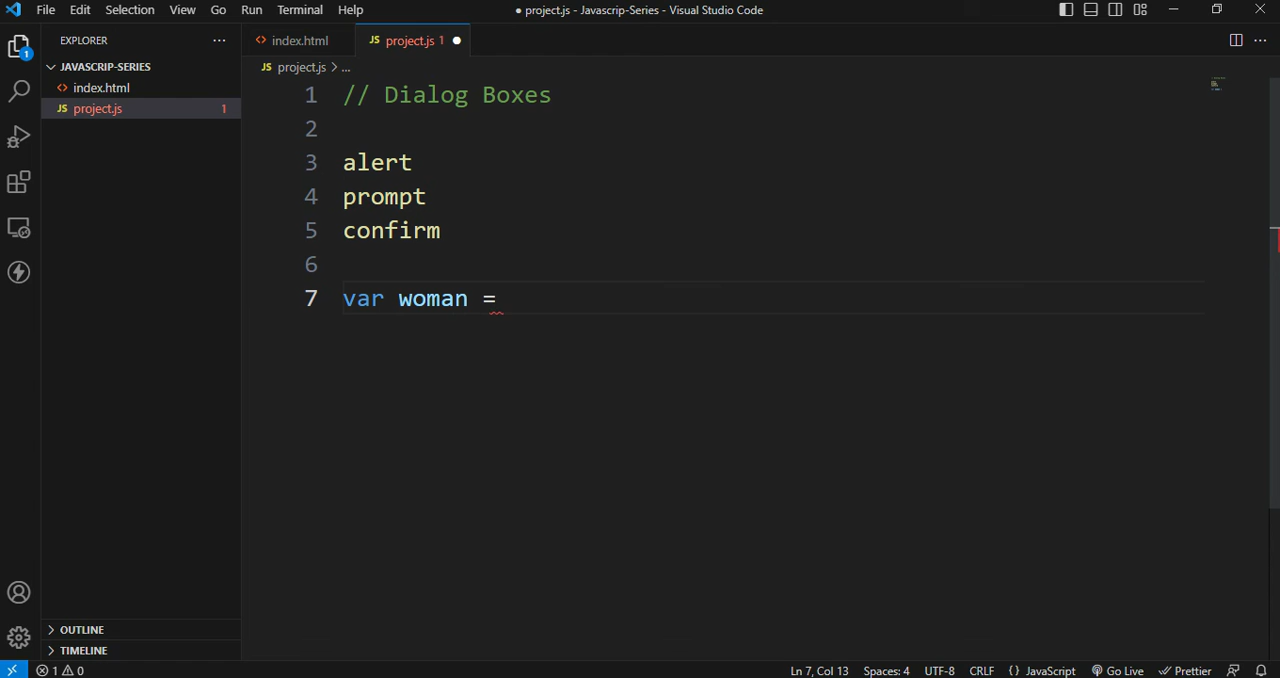 File Edit Selection View Go Run Terminal Help ● project.js - Javascrip-Series - Visual Studio Code
EXPLORER ...
<> index.html JS project.js 1 ●
JAVASCRIP-SERIES
JS project.js > ...
<> index.html
JS project.js 1
1 // Dialog Boxes
2
3 alert
4 prompt
5 confirm
6
7 var woman =
1
OUTLINE
TIMELINE
1 0 Ln 7, Col 13 Spaces: 4 UTF-8 CRLF {} JavaScript Go Live Prettier